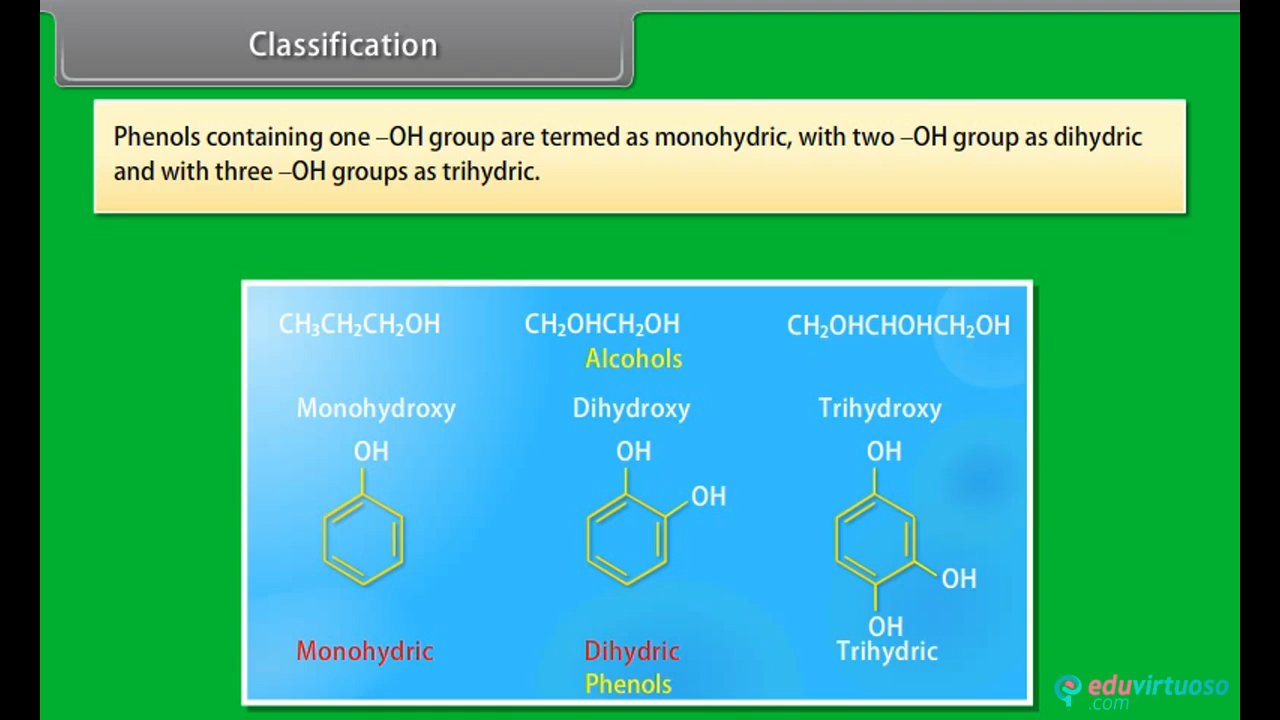 Classification
Phenols containing one –OH group are termed as monohydric, with two –OH group as dihydric
and with three –OH groups as trihydric.
CH₃CH₂CH₂OH CH₂OHCH₂OH CH₂OHCHOHCH₂OH
Alcohols
Monohydroxy Dihydroxy Trihydroxy
OH OH OH
OH
OH
OH
Monohydric Dihydric Trihydric
Phenols
eduvirtuoso
.com